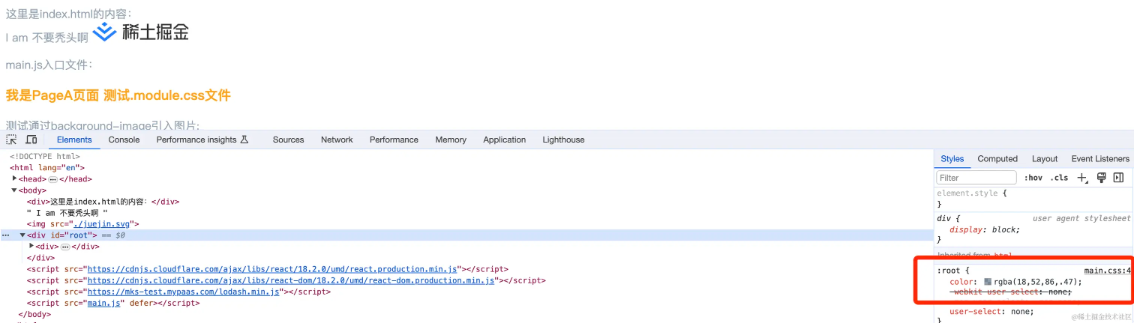 这里是index.html的内容：
I am 不要秃头啊 稀土掘金
main.js入口文件：
我是PageA页面 测试.module.css文件
测试通过background-image引入图片;
Elements Console Performance insights Sources Network Performance Memory Application Lighthouse
<!DOCTYPE html>
<html lang="en">
<head> ⋯ </head>
<body>
<div>这里是index.html的内容：</div>
" I am 不要秃头啊 "
<img src="./juejin.svg">
⋯ <div id="root"> == $0
<div> ⋯ </div>
</div>
<script src="https://cdnjs.cloudflare.com/ajax/libs/react/18.2.0/umd/react.production.min.js"></script>
<script src="https://cdnjs.cloudflare.com/ajax/libs/react-dom/18.2.0/umd/react-dom.production.min.js"></script>
<script src="https://mks-test.mypaas.com/lodash.min.js"></script>
<script src="main.js" defer></script>
</body>
Styles Computed Layout Event Listeners
Filter :hov .cls
element.style {
}
div { user agent stylesheet
display: block;
}
Inherited from html
:root { main.css:4
color: rgba(18,52,86,.47);
-webkit-user-select: none;
user-select: none;
}
@稀土掘金技术社区